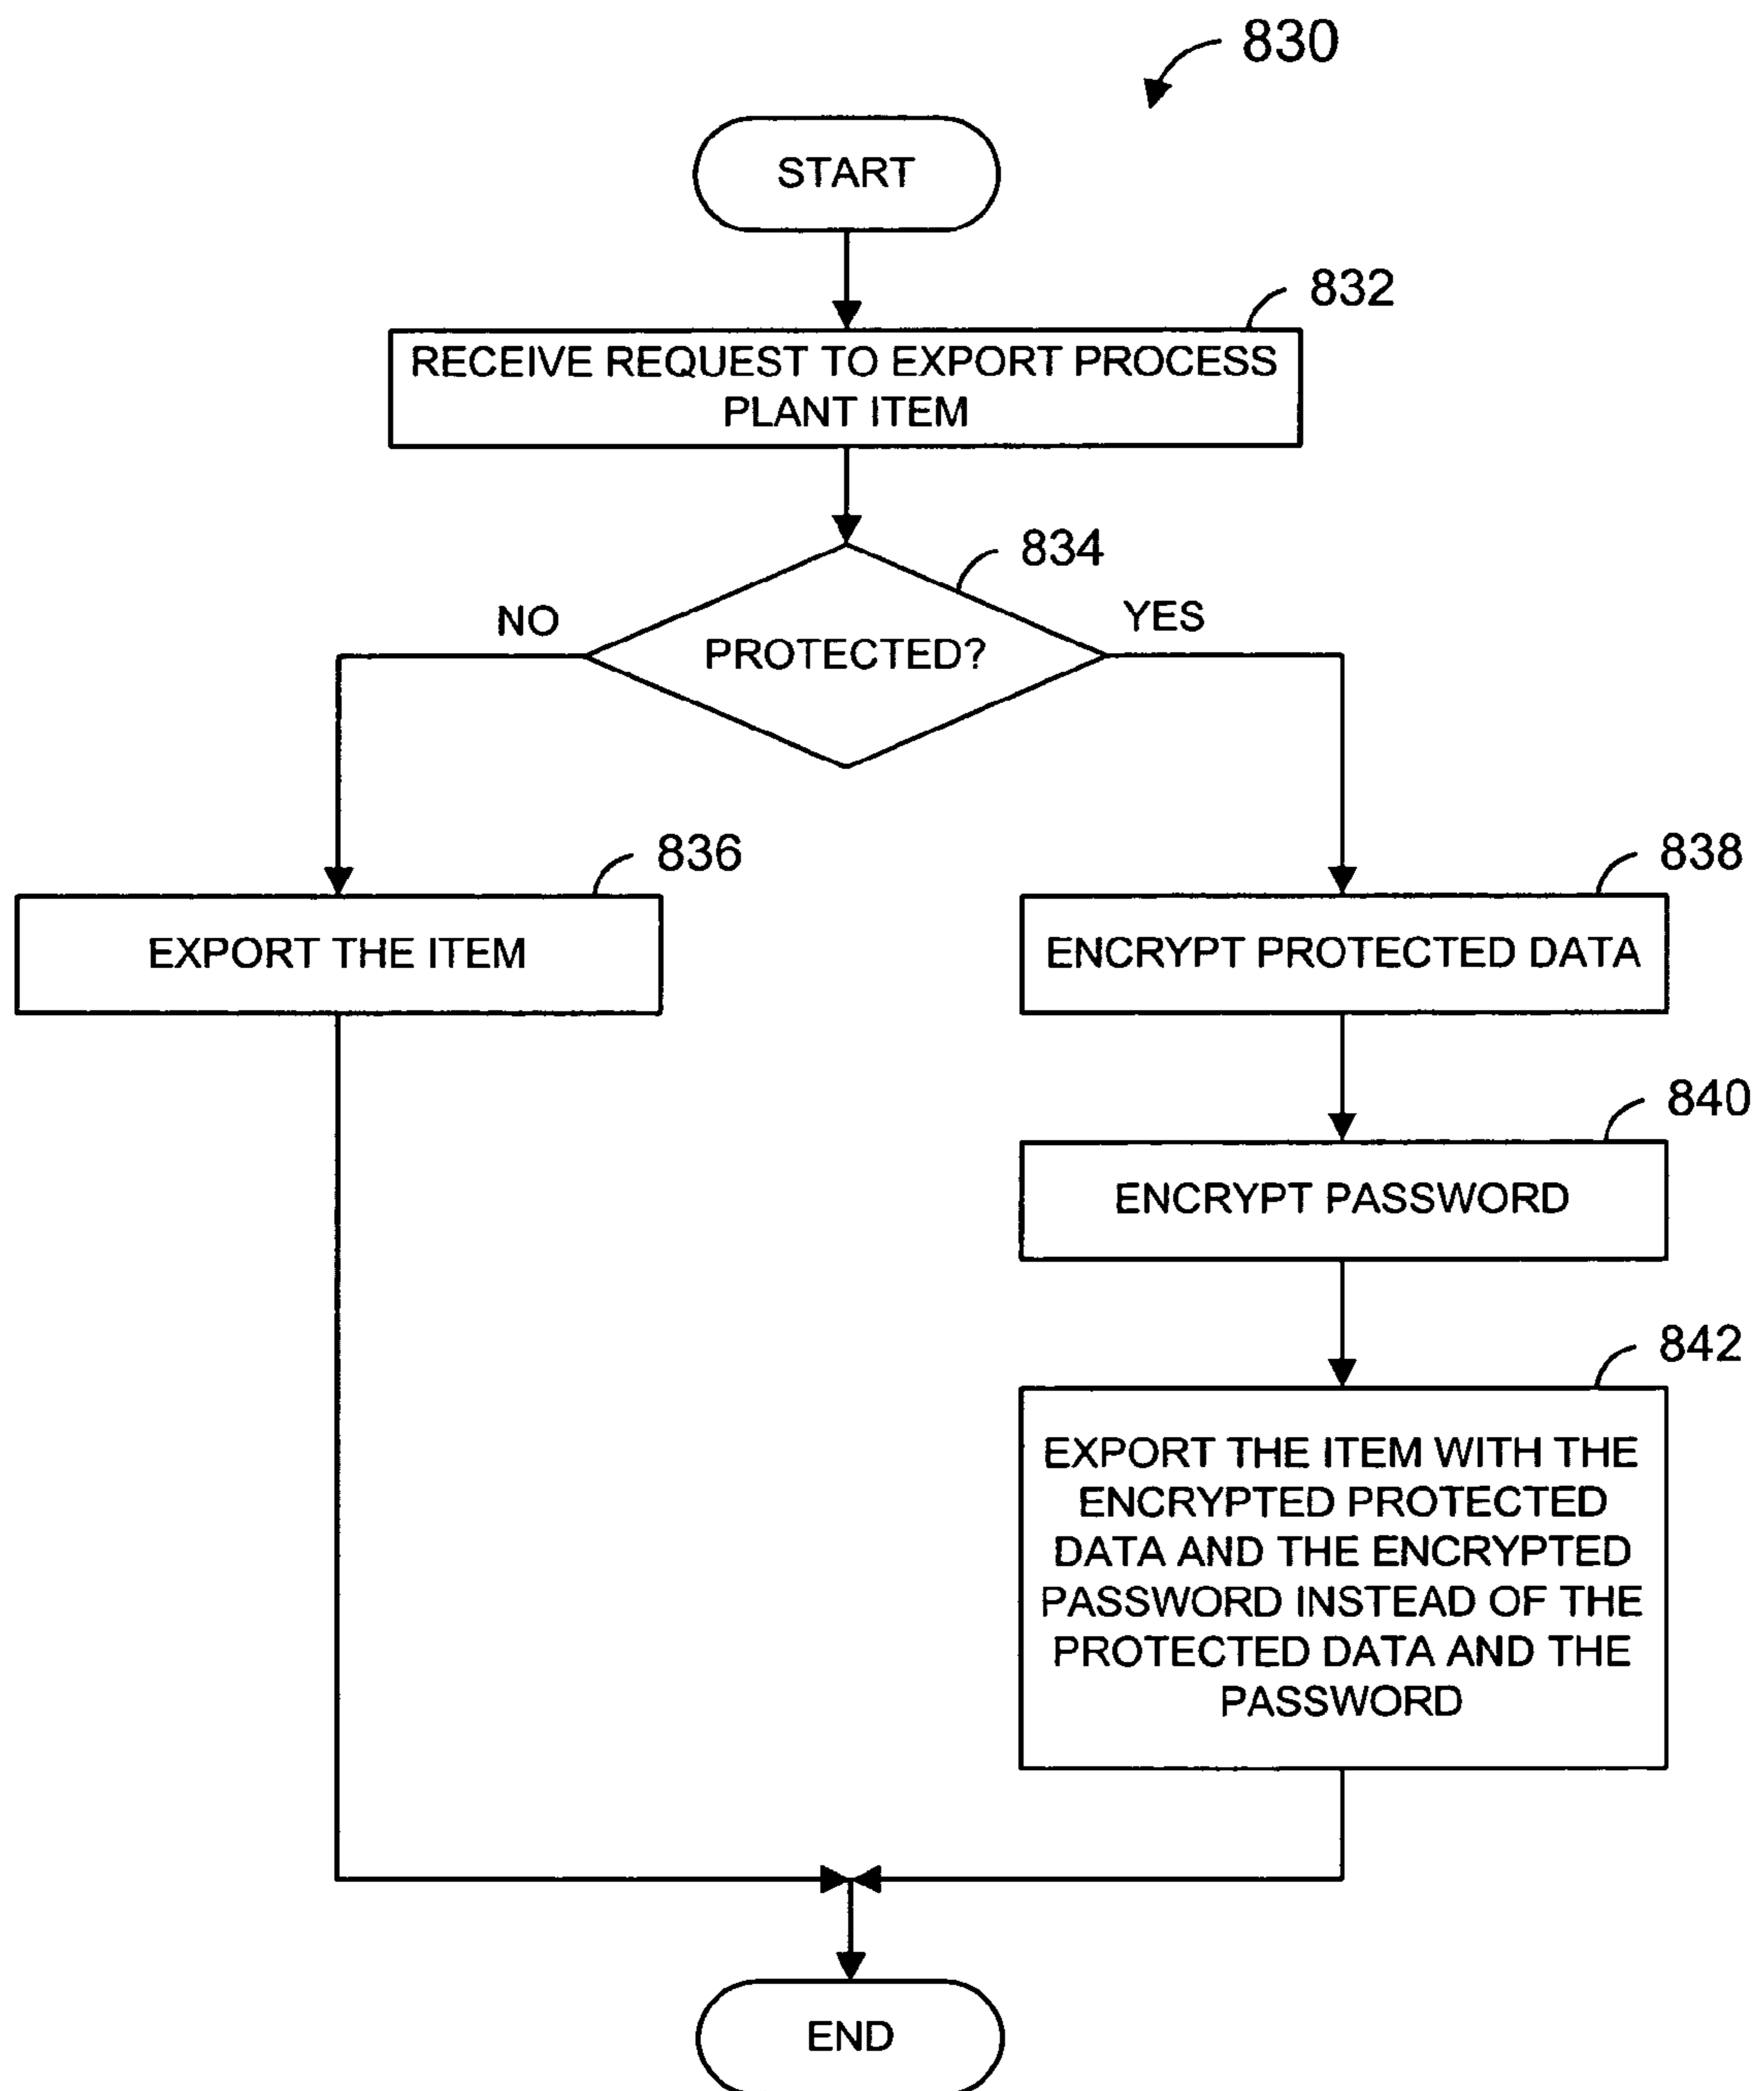 830
START
832
RECEIVE REQUEST TO EXPORT PROCESS
PLANT ITEM
834
NO
YES
PROTECTED?
836
838
EXPORT THE ITEM
ENCRYPT PROTECTED DATA
840
ENCRYPT PASSWORD
842
EXPORT THE ITEM WITH THE
ENCRYPTED PROTECTED
DATA AND THE ENCRYPTED
PASSWORD INSTEAD OF THE
PROTECTED DATA AND THE
PASSWORD
END